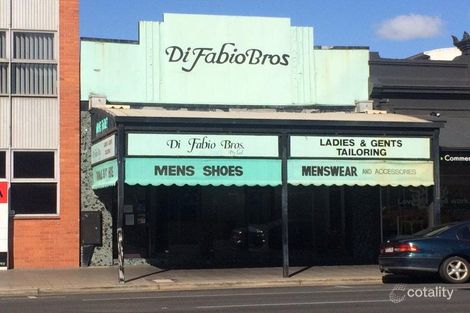 Di Fabio Bros
Di Fabio Bros.
Pty Ltd
LADIES & GENTS
TAILORING
MENS SHOES
MENSWEAR AND ACCESSORIES
cotality